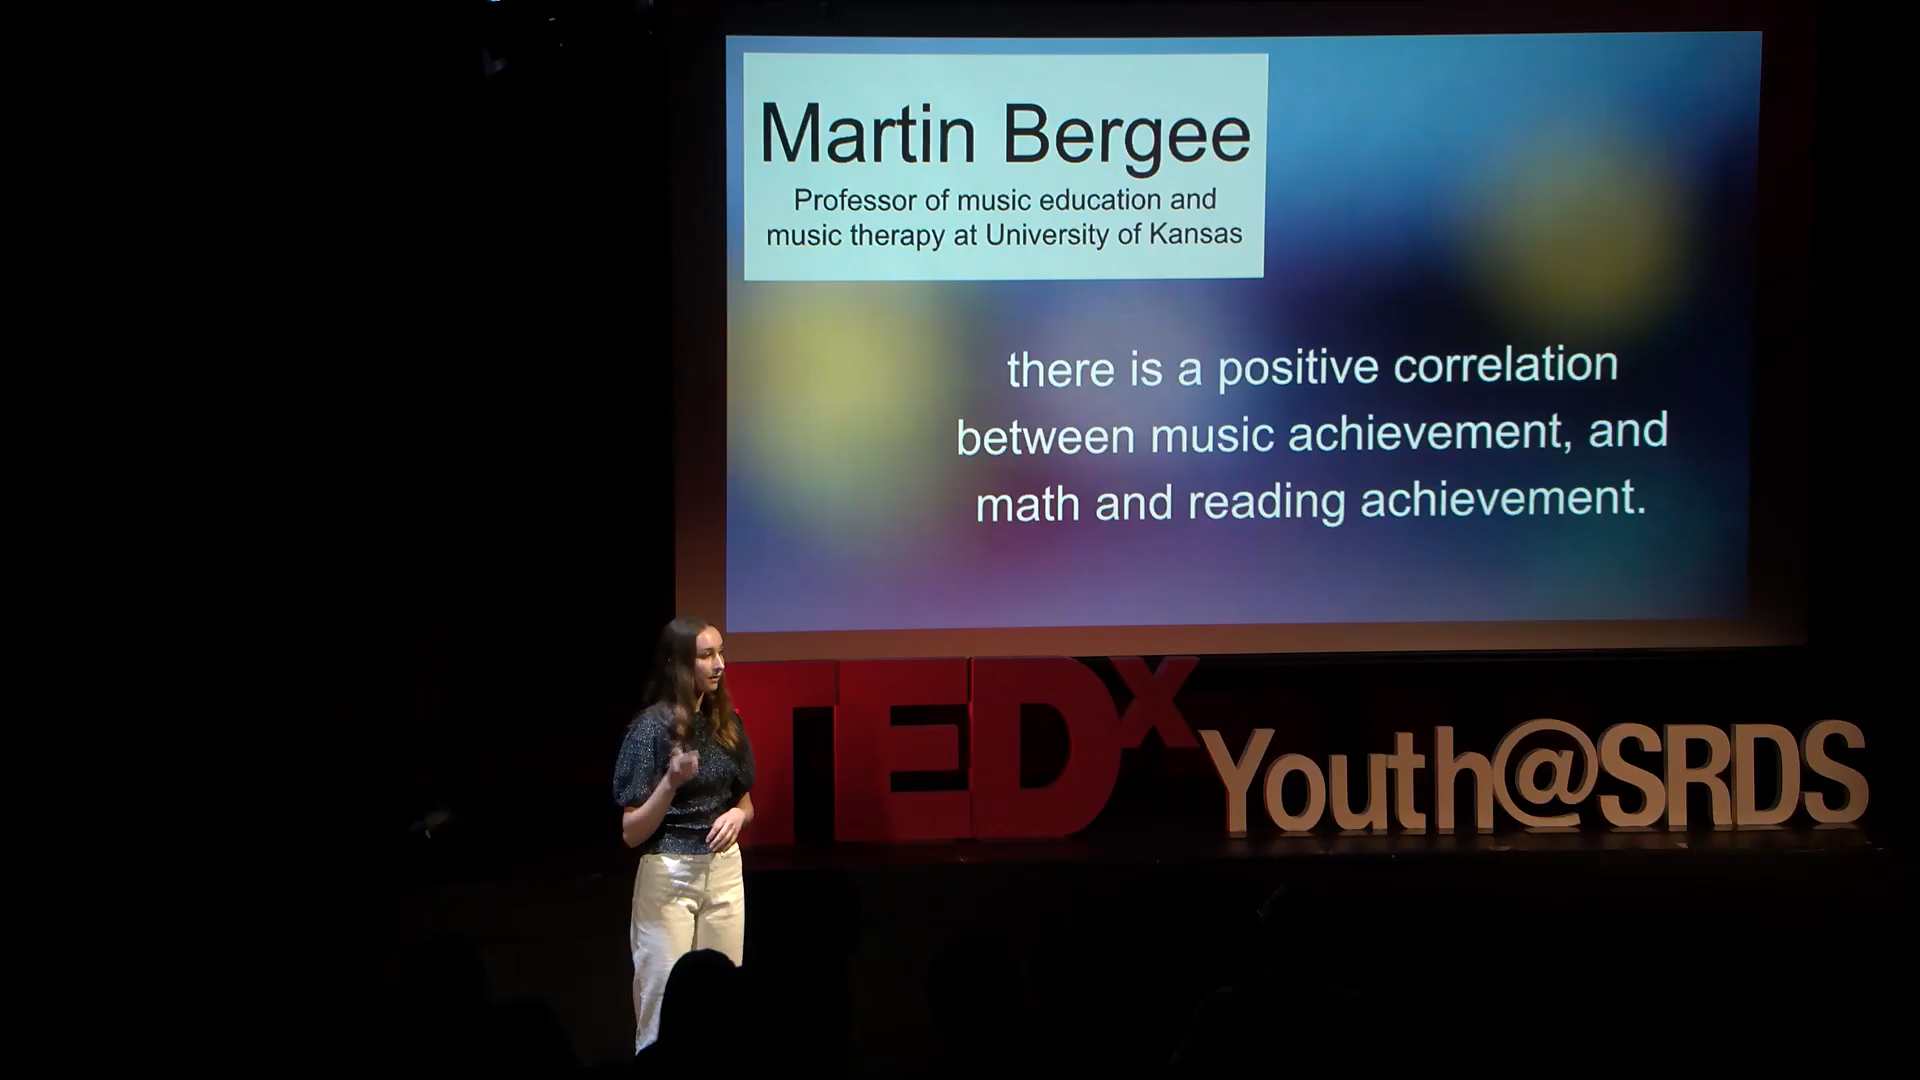 Martin Bergee
Professor of music education and
music therapy at University of Kansas
there is a positive correlation
between music achievement, and
math and reading achievement.
TEDx
Youth@SRDS